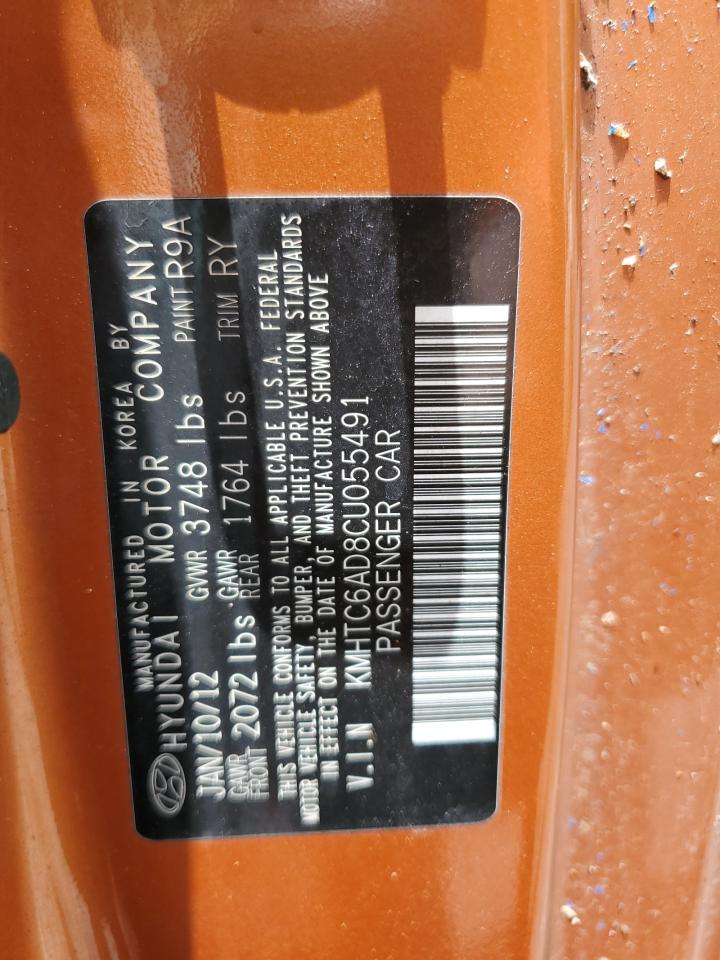 MANUFACTURED IN KOREA BY
HYUNDAI MOTOR COMPANY
JAN/10/12 GVWR 3748 lbs PAINT R9A
GAWR FRONT 2072 lbs GAWR REAR 1764 lbs TRIM RY
THIS VEHICLE CONFORMS TO ALL APPLICABLE U.S.A. FEDERAL
MOTOR VEHICLE SAFETY, BUMPER, AND THEFT PREVENTION STANDARDS
IN EFFECT ON THE DATE OF MANUFACTURE SHOWN ABOVE
V.I.N KMHTC6AD8CU055491
PASSENGER CAR